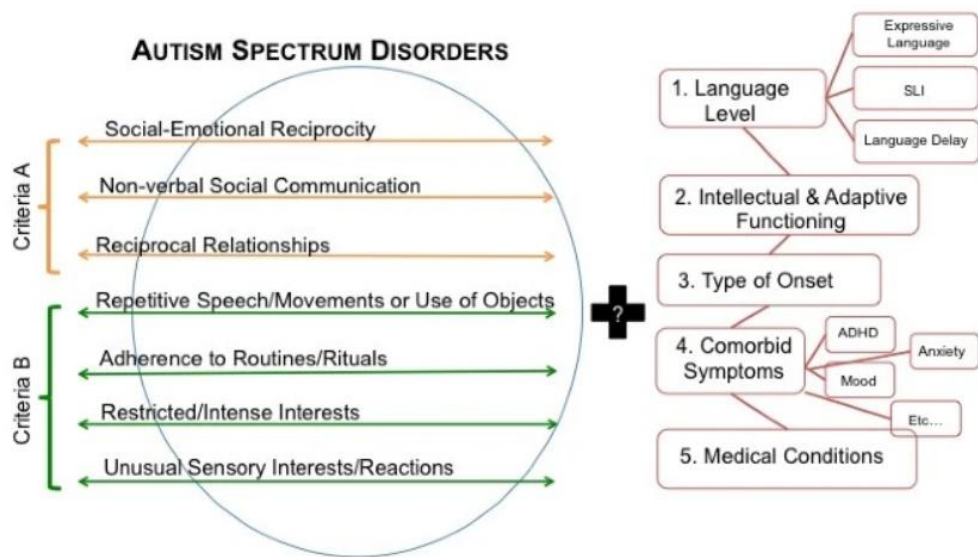 AUTISM SPECTRUM DISORDERS
Criteria A
Social-Emotional Reciprocity
Non-verbal Social Communication
Reciprocal Relationships
Criteria B
Repetitive Speech/Movements or Use of Objects
Adherence to Routines/Rituals
Restricted/Intense Interests
Unusual Sensory Interests/Reactions
?
1. Language
Level
Expressive
Language
SLI
Language Delay
2. Intellectual & Adaptive
Functioning
3. Type of Onset
4. Comorbid
Symptoms
ADHD
Anxiety
Mood
Etc...
5. Medical Conditions